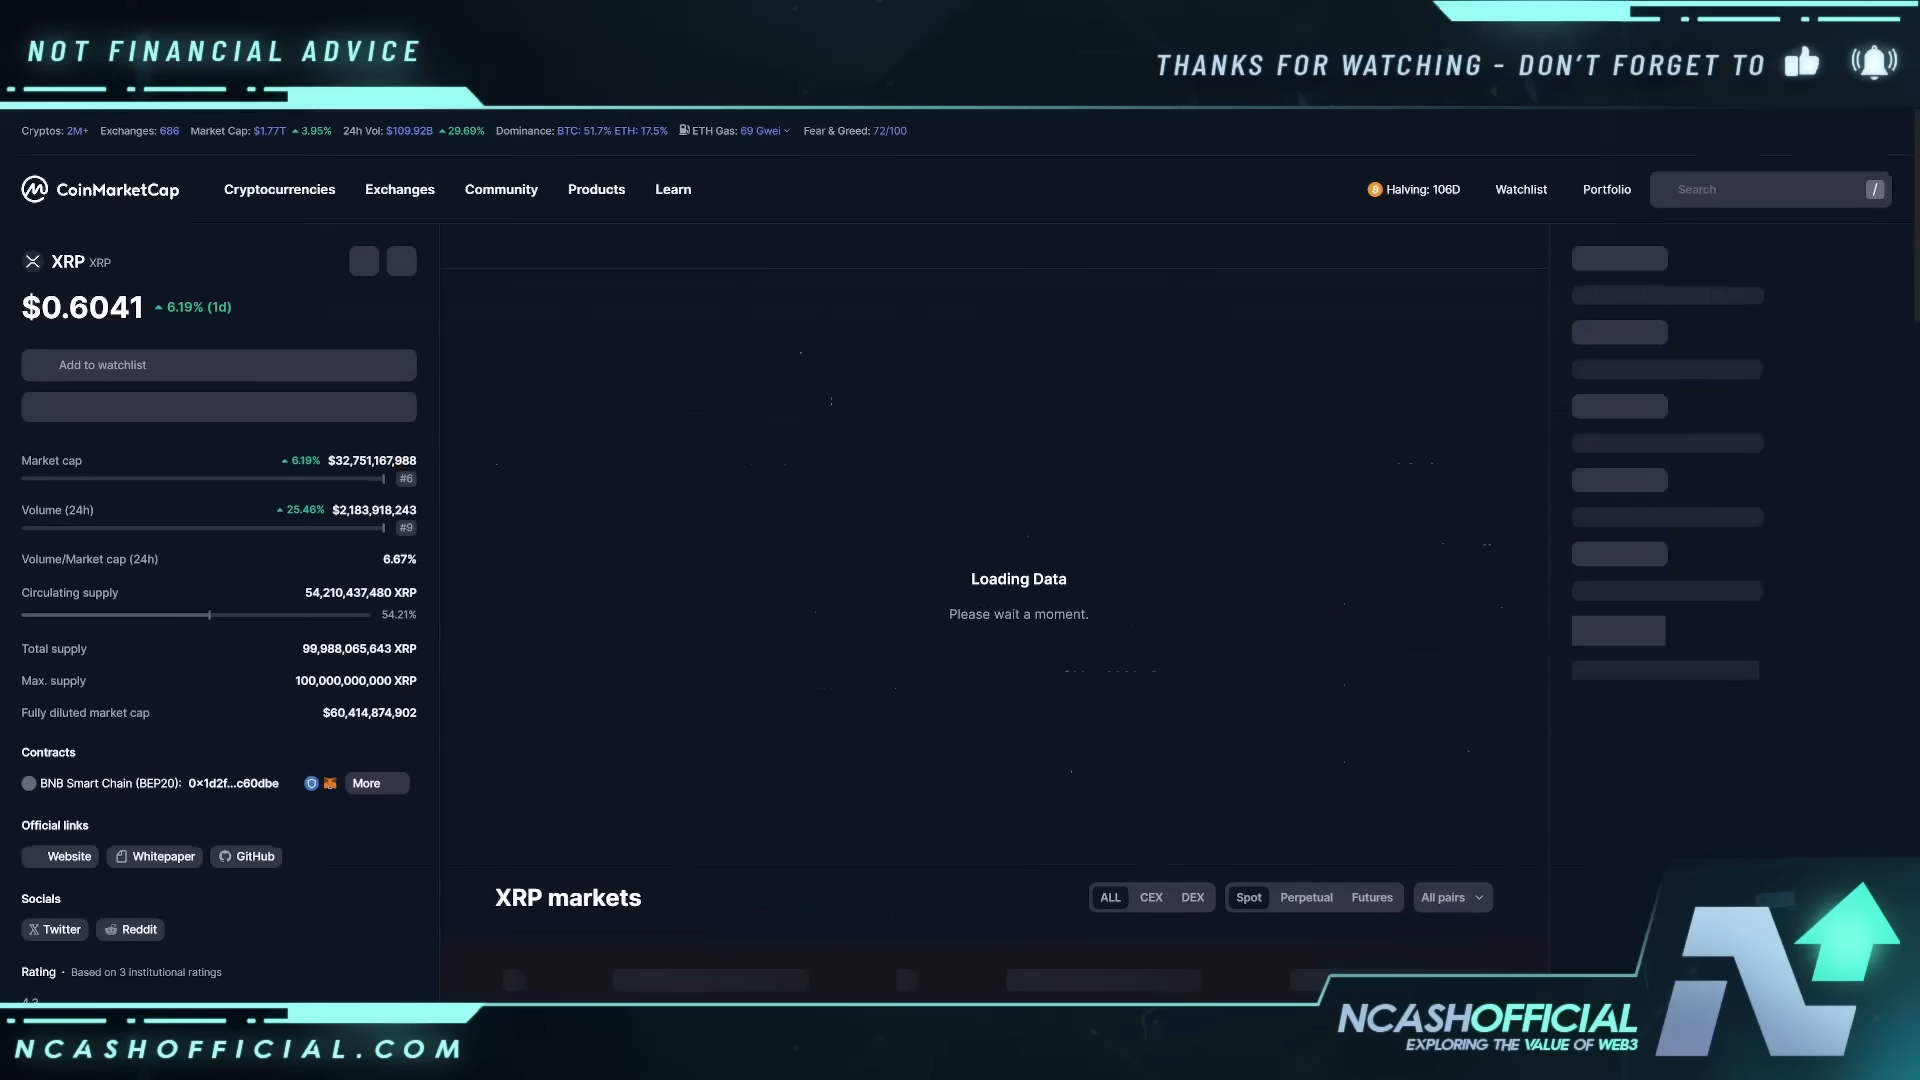 NOT FINANCIAL ADVICE
THANKS FOR WATCHING - DON'T FORGET TO
Cryptos: 2M+ Exchanges: 686 Market Cap: $1.77T 3.95% 24h Vol: $109.92B 29.69% Dominance: BTC: 51.7% ETH: 17.5% ETH Gas: 69 Gwei Fear & Greed: 72/100
CoinMarketCap Cryptocurrencies Exchanges Community Products Learn Halving: 106D Watchlist Portfolio Search /
XRP XRP
$0.6041 6.19% (1d)
Add to watchlist
Market cap 6.19% $32,751,167,988
#6
Volume (24h) 25.46% $2,183,918,243
#9
Volume/Market cap (24h) 6.67%
Circulating supply 54,210,437,480 XRP
54.21%
Total supply 99,988,065,643 XRP
Max. supply 100,000,000,000 XRP
Fully diluted market cap $60,414,874,902
Contracts
BNB Smart Chain (BEP20): 0x1d2f...c60dbe More
Official links
Website Whitepaper GitHub
Socials
Twitter Reddit
Rating · Based on 3 institutional ratings
Loading Data
Please wait a moment.
XRP markets ALL CEX DEX Spot Perpetual Futures All pairs
NCASHOFFICIAL.COM
NCASHOFFICIAL
EXPLORING THE VALUE OF WEB3